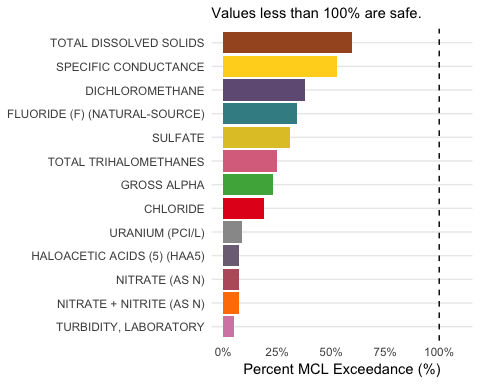 Values less than 100% are safe.
TOTAL DISSOLVED SOLIDS
SPECIFIC CONDUCTANCE
DICHLOROMETHANE
FLUORIDE (F) (NATURAL-SOURCE)
SULFATE
TOTAL TRIHALOMETHANES
GROSS ALPHA
CHLORIDE
URANIUM (PCI/L)
HALOACETIC ACIDS (5) (HAA5)
NITRATE (AS N)
NITRATE + NITRITE (AS N)
TURBIDITY, LABORATORY
0% 25% 50% 75% 100%
Percent MCL Exceedance (%)